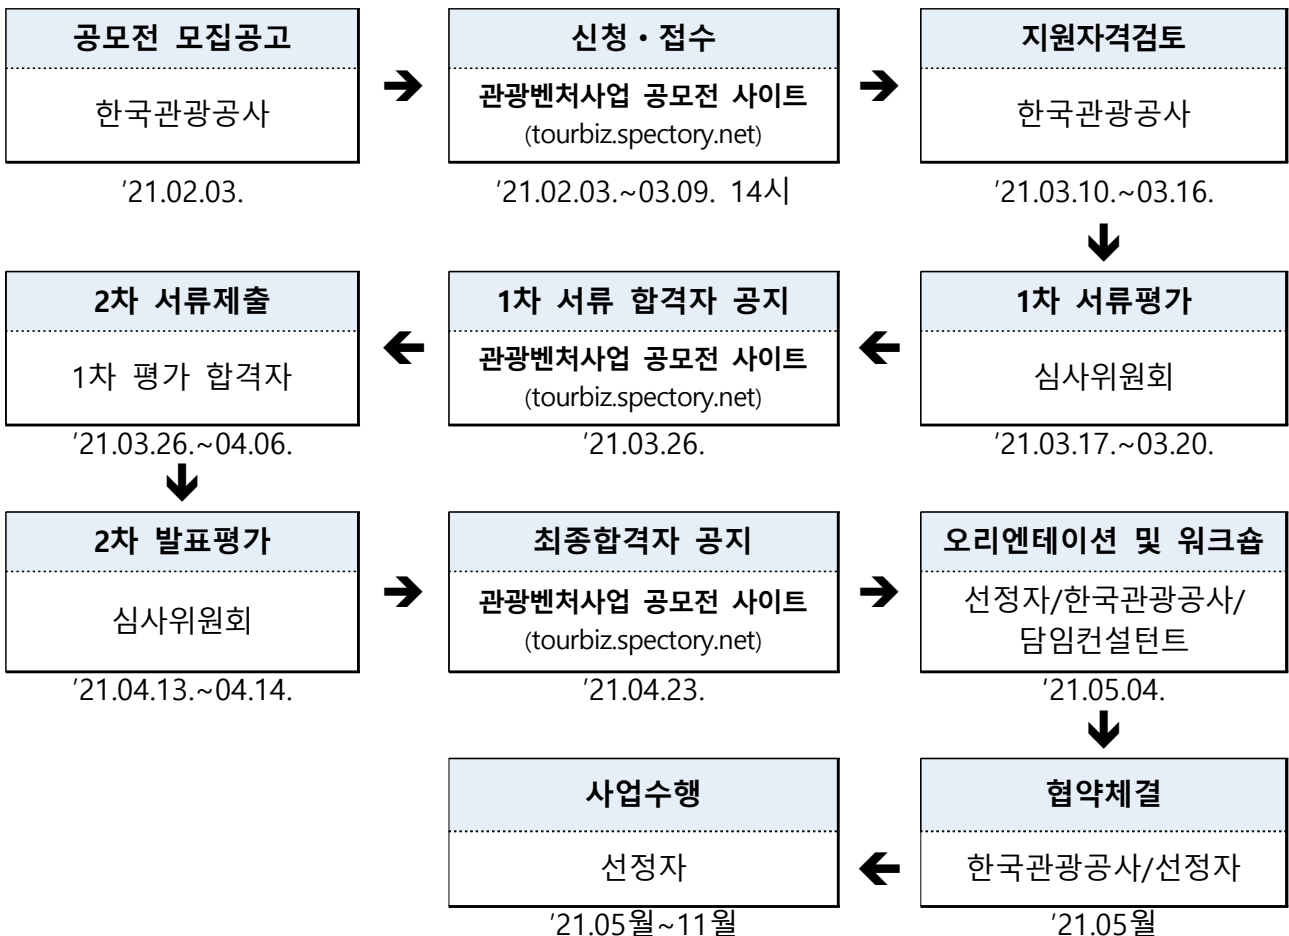 공모전 모집공고
한국관광공사
'21.02.03.
신청・접수
관광벤처사업 공모전 사이트
(tourbiz.spectory.net)
'21.02.03.~03.09. 14시
지원자격검토
한국관광공사
'21.03.10.~03.16.
1차 서류평가
심사위원회
'21.03.17.~03.20.
1차 서류 합격자 공지
관광벤처사업 공모전 사이트
(tourbiz.spectory.net)
'21.03.26.
2차 서류제출
1차 평가 합격자
'21.03.26.~04.06.
2차 발표평가
심사위원회
'21.04.13.~04.14.
최종합격자 공지
관광벤처사업 공모전 사이트
(tourbiz.spectory.net)
'21.04.23.
오리엔테이션 및 워크숍
선정자/한국관광공사/
담임컨설턴트
'21.05.04.
협약체결
한국관광공사/선정자
'21.05월
사업수행
선정자
'21.05월~11월